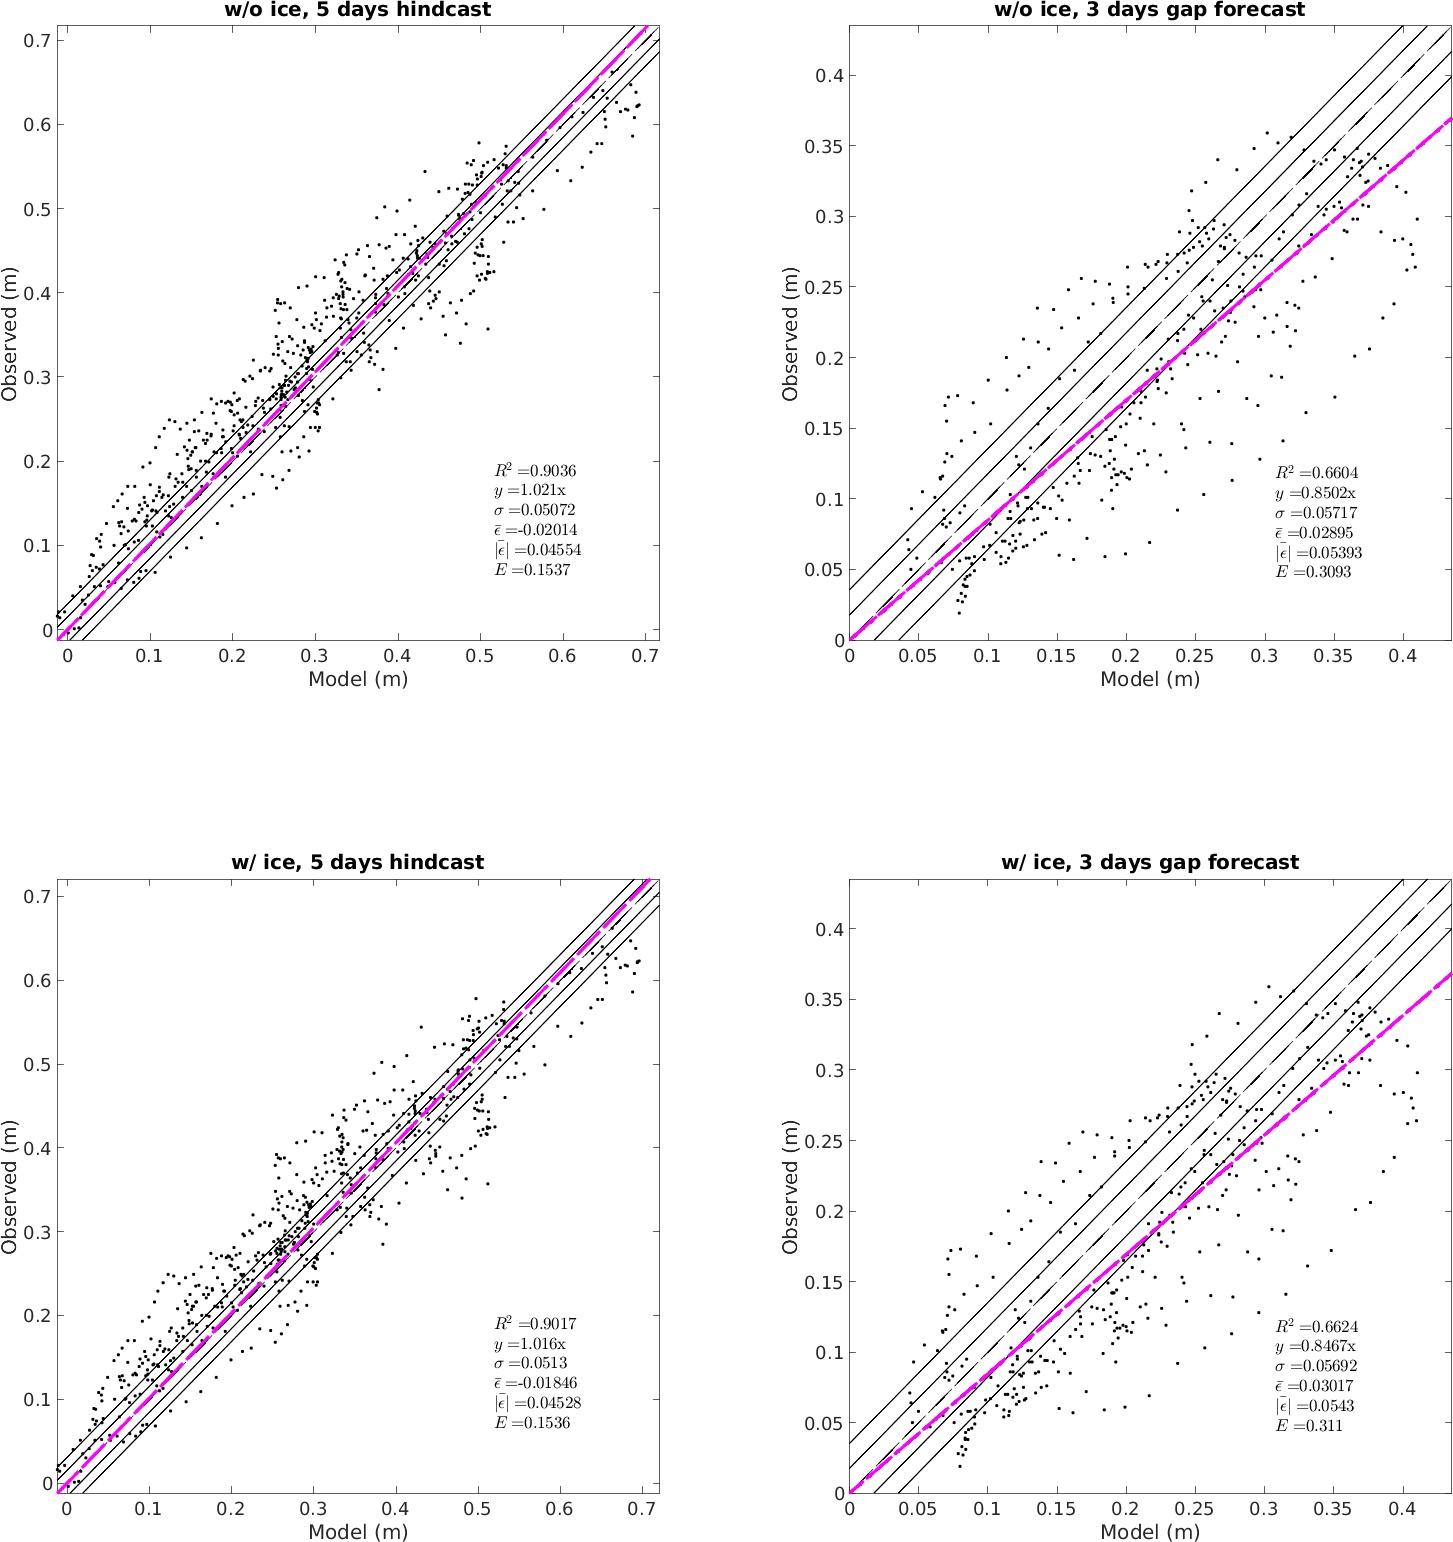 w/o ice, 5 days hindcast
Observed (m)
0.7
0.6
0.5
0.4
0.3
0.2
0.1
0
R² =0.9036
y =1.021x
σ =0.05072
ϵ̄ =-0.02014
|ϵ̄| =0.04554
E =0.1537
0 0.1 0.2 0.3 0.4 0.5 0.6 0.7
Model (m)
w/o ice, 3 days gap forecast
Observed (m)
0.4
0.35
0.3
0.25
0.2
0.15
0.1
0.05
0
R² =0.6604
y =0.8502x
σ =0.05717
ϵ̄ =0.02895
|ϵ̄| =0.05393
E =0.3093
0 0.05 0.1 0.15 0.2 0.25 0.3 0.35 0.4
Model (m)
w/ ice, 5 days hindcast
Observed (m)
0.7
0.6
0.5
0.4
0.3
0.2
0.1
0
R² =0.9017
y =1.016x
σ =0.0513
ϵ̄ =-0.01846
|ϵ̄| =0.04528
E =0.1536
0 0.1 0.2 0.3 0.4 0.5 0.6 0.7
Model (m)
w/ ice, 3 days gap forecast
Observed (m)
0.4
0.35
0.3
0.25
0.2
0.15
0.1
0.05
0
R² =0.6624
y =0.8467x
σ =0.05692
ϵ̄ =0.03017
|ϵ̄| =0.0543
E =0.311
0 0.05 0.1 0.15 0.2 0.25 0.3 0.35 0.4
Model (m)